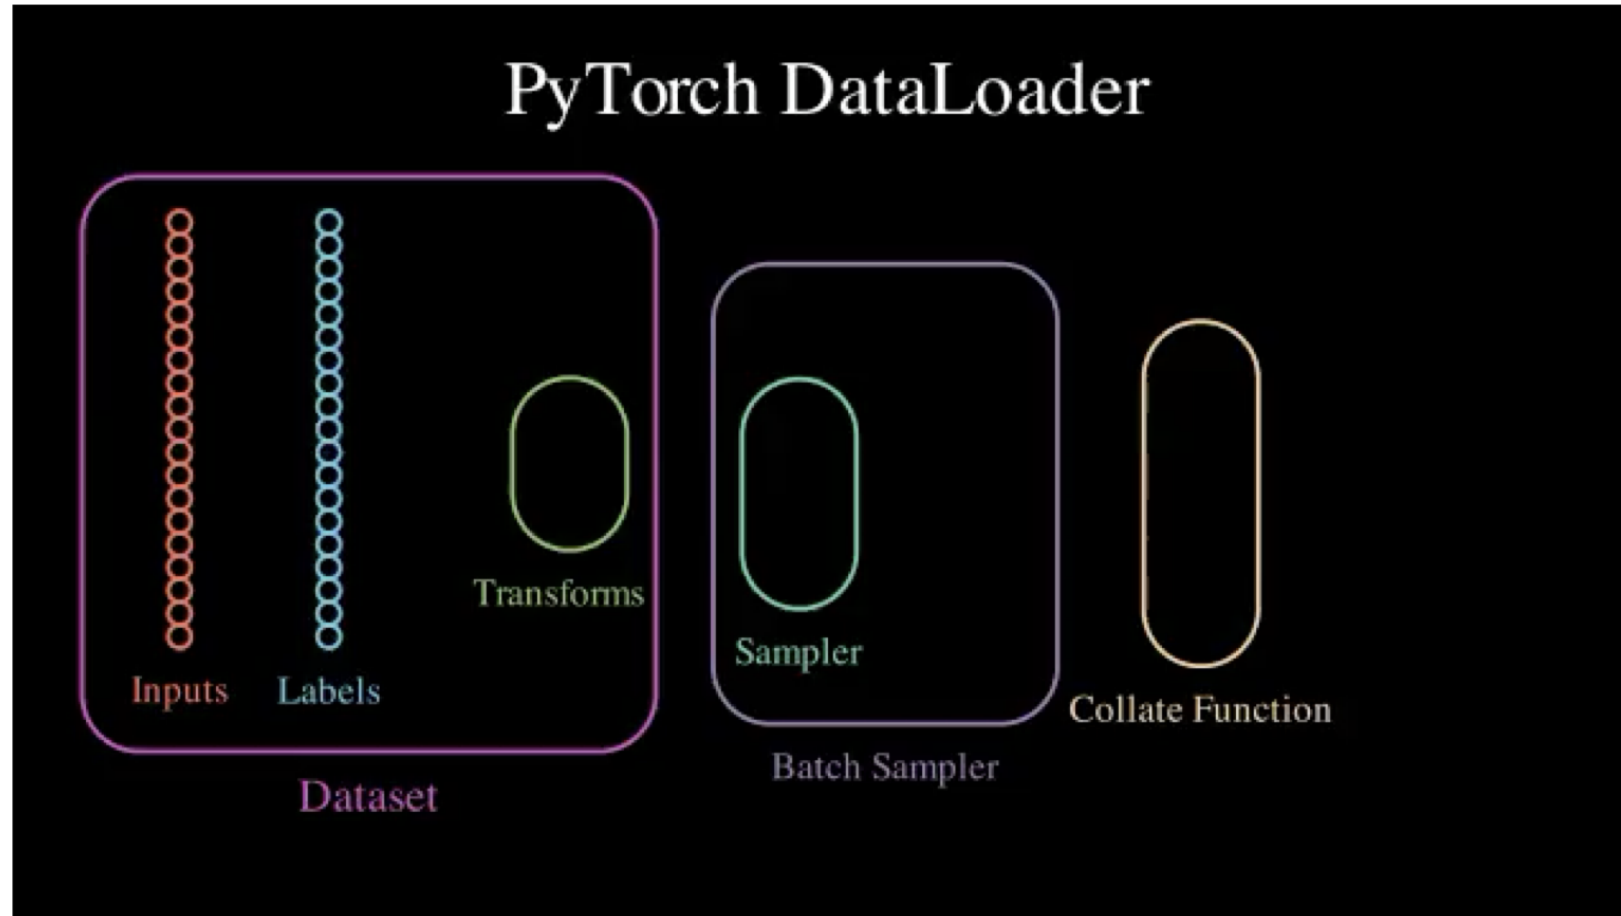 PyTorch DataLoader
Inputs
Labels
Transforms
Dataset
Sampler
Batch Sampler
Collate Function